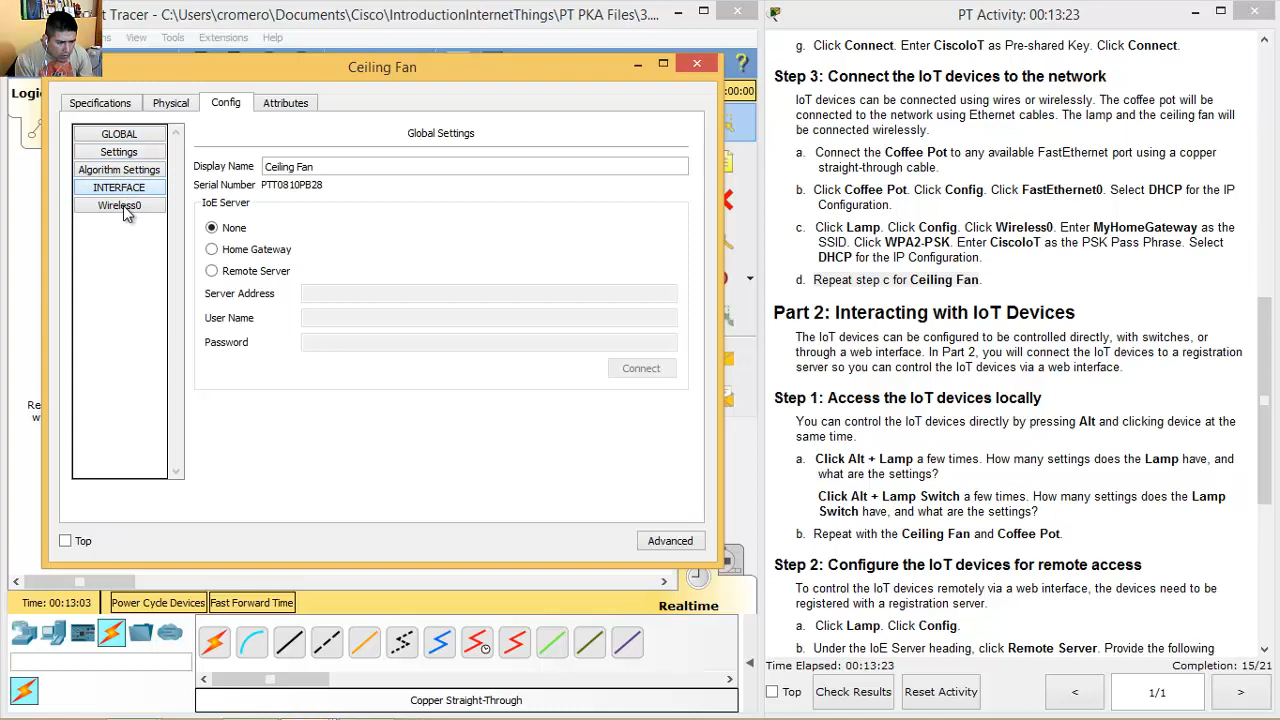 t Tracer - C:\Users\cromero\Documents\Cisco\IntroductionInternetThings\PT PKA Files\3....
View Tools Extensions Help
Logi
Ceiling Fan
Specifications Physical Config Attributes
GLOBAL
Settings
Algorithm Settings
INTERFACE
Wireless0
Global Settings
Display Name Ceiling Fan
Serial Number PTT0810PB28
IoE Server
None
Home Gateway
Remote Server
Server Address
User Name
Password
Connect
Top
Advanced
:00:00
Re
w
Time: 13:13:03 Power Cycle Devices Fast Forward Time
Realtime
Copper Straight-Through
PT Activity: 00:13:23
g. Click Connect. Enter CiscoIoT as Pre-shared Key. Click Connect.
Step 3: Connect the IoT devices to the network
IoT devices can be connected using wires or wirelessly. The coffee pot will be
connected to the network using Ethernet cables. The lamp and the ceiling fan will
be connected wirelessly.
a. Connect the Coffee Pot to any available FastEthernet port using a copper
straight-through cable.
b. Click Coffee Pot. Click Config. Click FastEthernet0. Select DHCP for the IP
Configuration.
c. Click Lamp. Click Config. Click Wireless0. Enter MyHomeGateway as the
SSID. Click WPA2-PSK. Enter CiscoIoT as the PSK Pass Phrase. Select
DHCP for the IP Configuration.
d. Repeat step c for Ceiling Fan.
Part 2: Interacting with IoT Devices
The IoT devices can be configured to be controlled directly, with switches, or
through a web interface. In Part 2, you will connect the IoT devices to a registration
server so you can control the IoT devices via a web interface.
Step 1: Access the IoT devices locally
You can control the IoT devices directly by pressing Alt and clicking device at the
same time.
a. Click Alt + Lamp a few times. How many settings does the Lamp have, and
what are the settings?
Click Alt + Lamp Switch a few times. How many settings does the Lamp
Switch have, and what are the settings?
b. Repeat with the Ceiling Fan and Coffee Pot.
Step 2: Configure the IoT devices for remote access
To control the IoT devices remotely via a web interface, the devices need to be
registered with a registration server.
a. Click Lamp. Click Config.
b. Under the IoE Server heading, click Remote Server. Provide the following
Time Elapsed: 00:13:23 Completion: 15/21
Top Check Results Reset Activity < 1/1 >